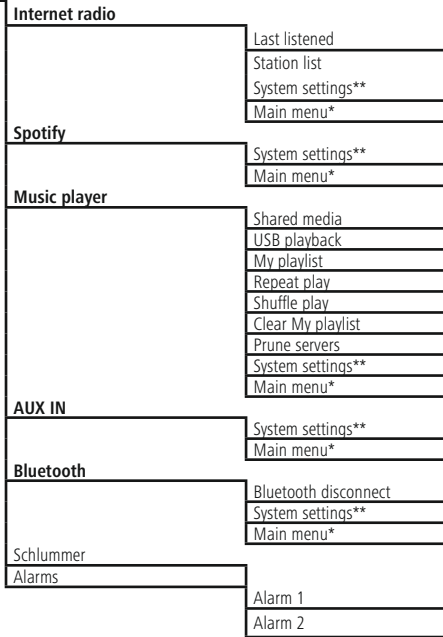 Internet radio
Last listened
Station list
System settings**
Main menu*
Spotify
System settings**
Main menu*
Music player
Shared media
USB playback
My playlist
Repeat play
Shuffle play
Clear My playlist
Prune servers
System settings**
Main menu*
AUX IN
System settings**
Main menu*
Bluetooth
Bluetooth disconnect
System settings**
Main menu*
Schlummer
Alarms
Alarm 1
Alarm 2